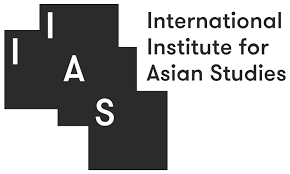 I
I
A
S
International
Institute for
Asian Studies